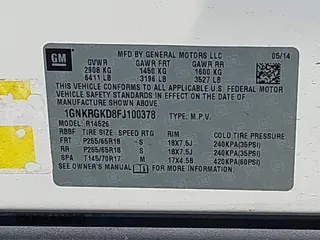 GM
MFD BY GENERAL MOTORS LLC 05/14
GVWR GAWR FRT GAWR RR
2908 KG 1450 KG 1600 KG
6411 LB 3196 LB 3527 LB
THIS VEHICLE CONFORMS TO ALL APPLICABLE U.S. FEDERAL MOTOR
VEHICLE SAFETY AND THEFT PREVENTION STANDARDS IN EFFECT
ON THE DATE OF MANUFACTURE SHOWN ABOVE.
1GNKRGKD8FJ100378 TYPE: M.P.V.
MODEL: R14526
TIRE SIZE SPEED RTG RIM COLD TIRE PRESSURE
FRT P255/65R18 S 18X7.5J 240KPA(35PSI)
RR P255/65R18 S 18X7.5J 240KPA(35PSI)
SPA T145/70R17 M 17X4.5B 420KPA(60PSI)
SEE OWNER'S MANUAL FOR ADDITIONAL INFORMATION.